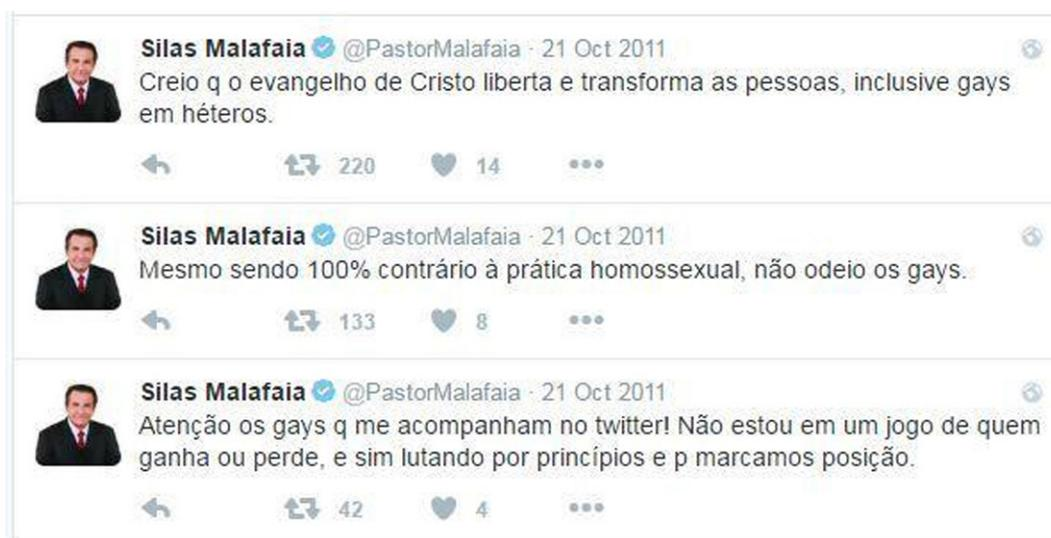 Silas Malafaia @PastorMalafaia · 21 Oct 2011
Creio q o evangelho de Cristo liberta e transforma as pessoas, inclusive gays
em héteros.
220 14
Silas Malafaia @PastorMalafaia · 21 Oct 2011
Mesmo sendo 100% contrário à prática homossexual, não odeio os gays.
133 8
Silas Malafaia @PastorMalafaia · 21 Oct 2011
Atenção os gays q me acompanham no twitter! Não estou em um jogo de quem
ganha ou perde, e sim lutando por princípios e p marcamos posição.
42 4